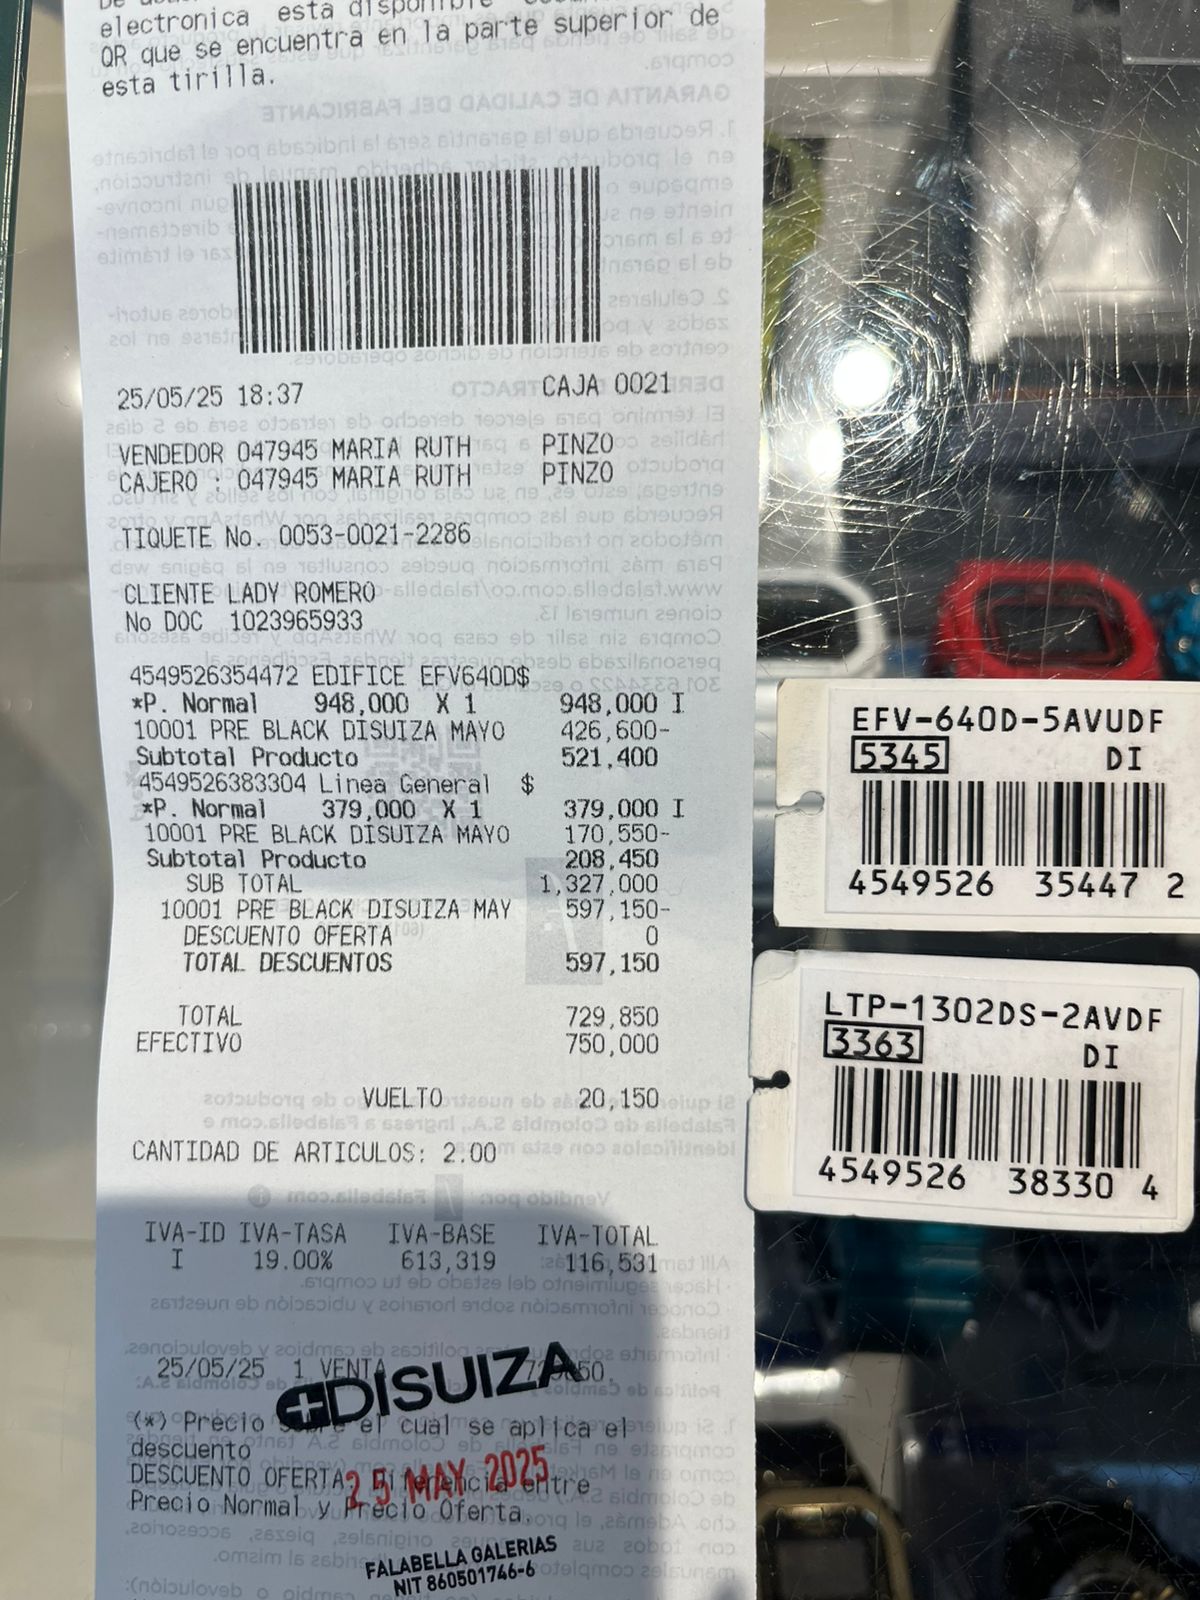 electronica esta disponible
QR que se encuentra en la parte superior de
esta tirilla.
25/05/25 18:37 CAJA 0021
VENDEDOR 047945 MARIA RUTH PINZO
CAJERO : 047945 MARIA RUTH PINZO
TIQUETE No. 0053-0021-2286
CLIENTE LADY ROMERO
No DOC 1023965933
4549526354472 EDIFICE EFV640D$
*P. Normal 948,000 X 1 948,000 I
10001 PRE BLACK DISUIZA MAYO 426,600-
Subtotal Producto 521,400
4549526383304 Linea General $
*P. Normal 379,000 X 1 379,000 I
10001 PRE BLACK DISUIZA MAYO 170,550-
Subtotal Producto 208,450
SUB TOTAL 1,327,000
10001 PRE BLACK DISUIZA MAY 597,150-
DESCUENTO OFERTA 0
TOTAL DESCUENTOS 597,150
TOTAL 729,850
EFECTIVO 750,000
VUELTO 20,150
CANTIDAD DE ARTICULOS: 2.00
IVA-ID IVA-TASA IVA-BASE IVA-TOTAL
I 19.00% 613,319 116,531
25/05/25 1 VENTA
DISUIZA
(*) Precio sobre el cual se aplica el
descuento
DESCUENTO OFERTA: Diferencia entre
25 MAY 2025
Precio Normal y Precio Oferta.
FALABELLA GALERIAS
NIT 860501746-6
EFV-640D-5AVUDF
5345 DI
4549526 35447 2
LTP-1302DS-2AVDF
3363 DI
4549526 38330 4